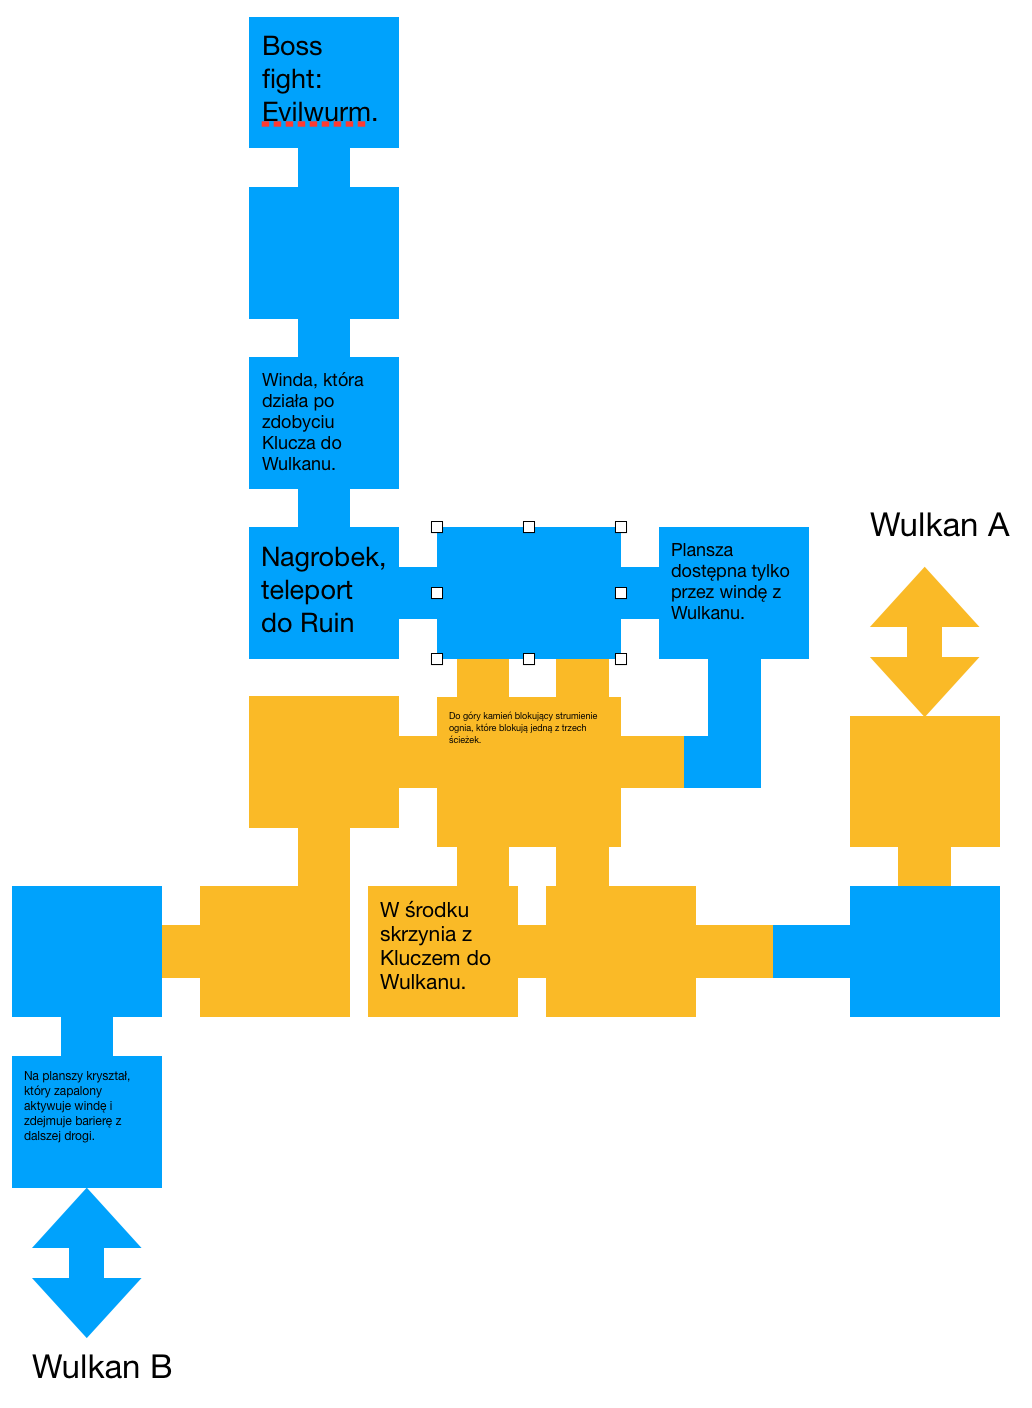 Boss
fight:
Evilwurm.
Winda, która
działa po
zdobyciu
Klucza do
Wulkanu.
Nagrobek,
teleport
do Ruin
Plansza
dostępna tylko
przez windę z
Wulkanu.
Wulkan A
Do góry kamień blokujący strumienie
ognia, które blokują jedną z trzech
ścieżek.
W środku
skrzynia z
Kluczem do
Wulkanu.
Na planszy kryształ,
który zapalony
aktywuje windę i
zdejmuje barierę z
dalszej drogi.
Wulkan B